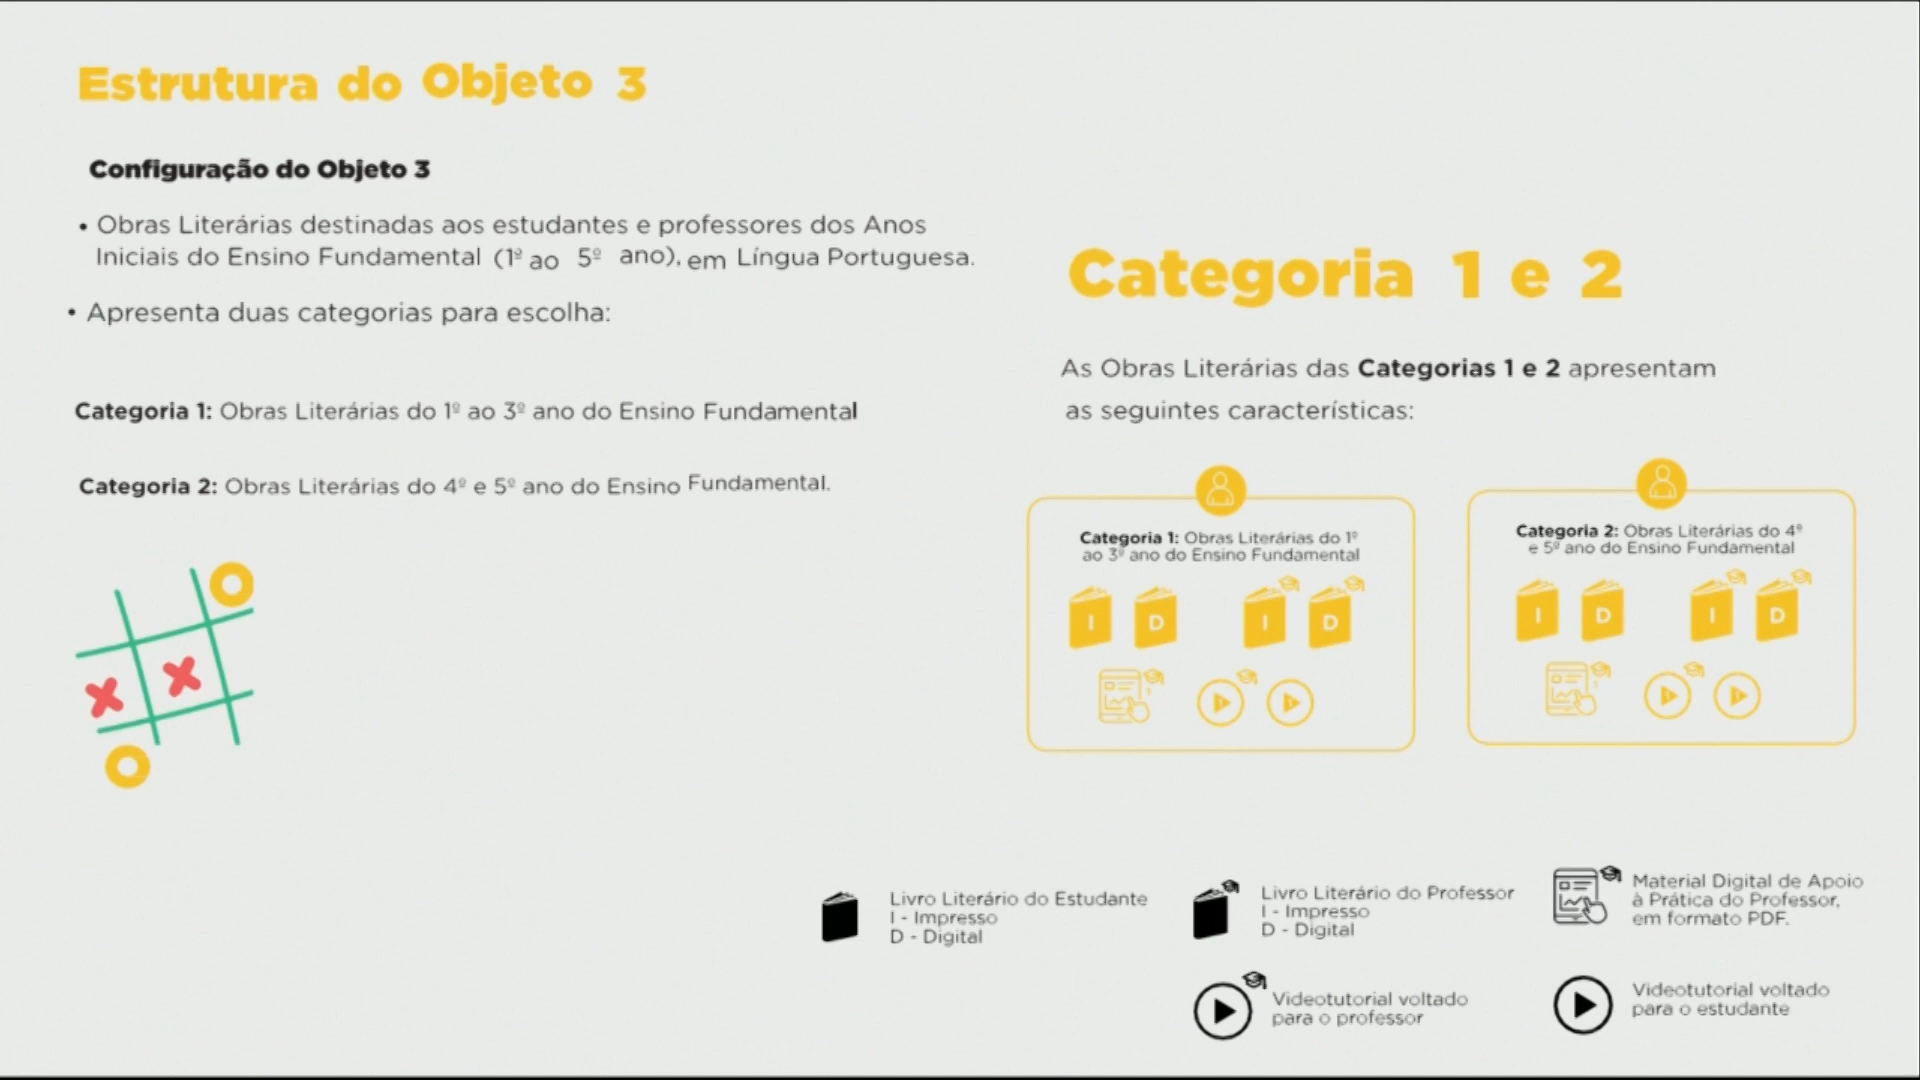 Estrutura do Objeto 3
Configuração do Objeto 3
• Obras Literárias destinadas aos estudantes e professores dos Anos
Iniciais do Ensino Fundamental (1º ao 5º ano), em Língua Portuguesa.
• Apresenta duas categorias para escolha:
Categoria 1: Obras Literárias do 1º ao 3º ano do Ensino Fundamental
Categoria 2: Obras Literárias do 4º e 5º ano do Ensino Fundamental.
Categoria 1 e 2
As Obras Literárias das Categorias 1 e 2 apresentam
as seguintes características:
Categoria 1: Obras Literárias do 1º
ao 3º ano do Ensino Fundamental
I D I D
Categoria 2: Obras Literárias do 4º
e 5º ano do Ensino Fundamental
I D I D
Livro Literário do Estudante
I - Impresso
D - Digital
Livro Literário do Professor
I - Impresso
D - Digital
Material Digital de Apoio
à Prática do Professor,
em formato PDF.
Videotutorial voltado
para o professor
Videotutorial voltado
para o estudante